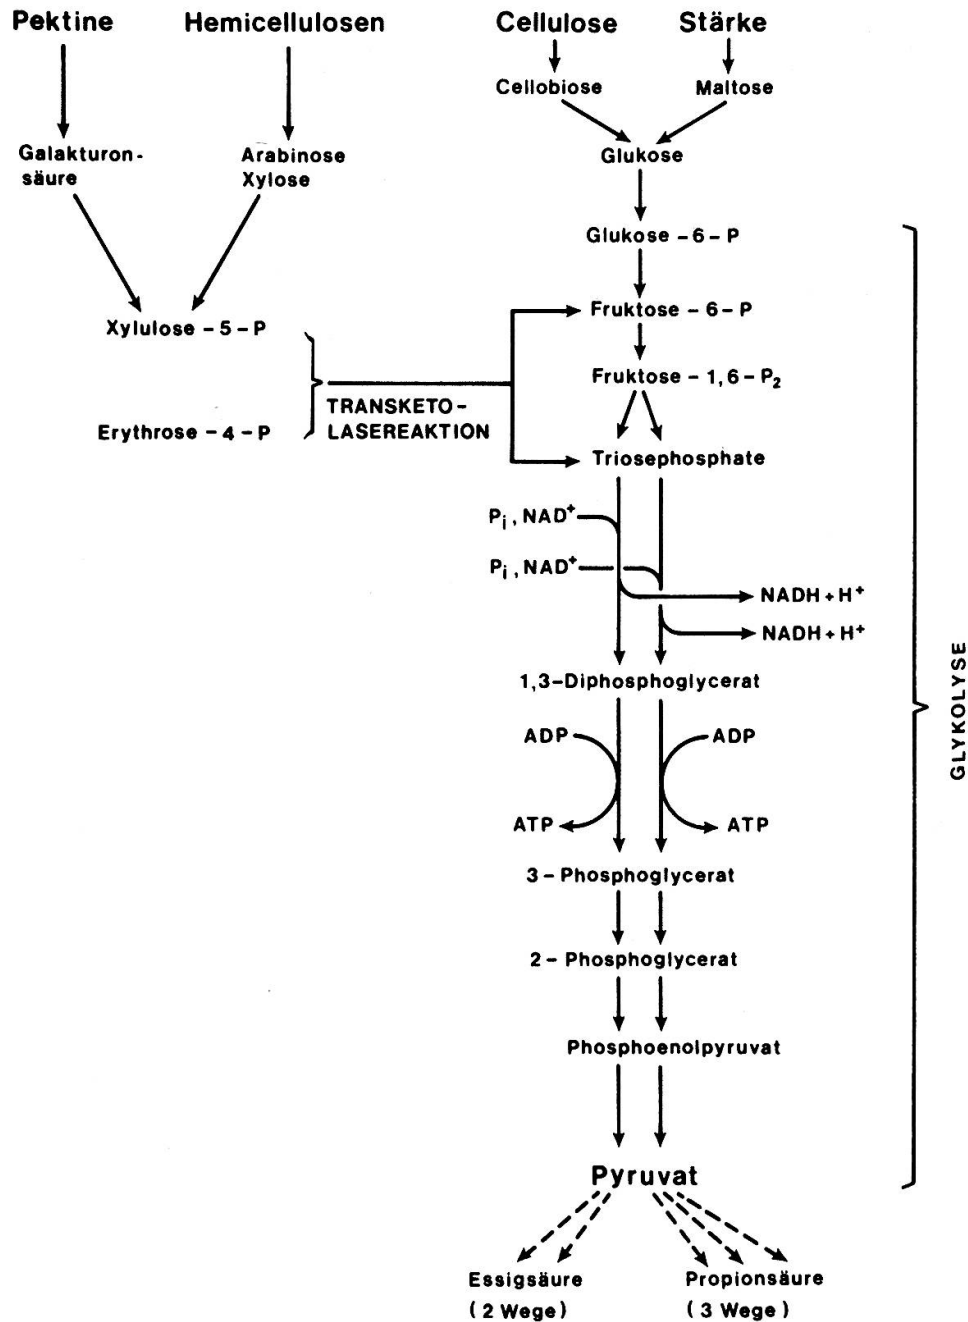 Pektine
Hemicellulosen
Cellulose
Stärke
Cellobiose
Maltose
Galakturon-
säure
Arabinose
Xylose
Glukose
Glukose - 6 - P
Xylulose - 5 - P
Fruktose - 6 - P
Fruktose - 1,6 - P₂
TRANSKETO-
LASEREAKTION
Erythrose - 4 - P
Triosephosphate
Pi, NAD⁺
Pi, NAD⁺
NADH + H⁺
NADH + H⁺
1,3-Diphosphoglycerat
ADP
ADP
ATP
ATP
3 - Phosphoglycerat
2 - Phosphoglycerat
Phosphoenolpyruvat
Pyruvat
Essigsäure
(2 Wege)
Propionsäure
(3 Wege)
GLYKOLYSE